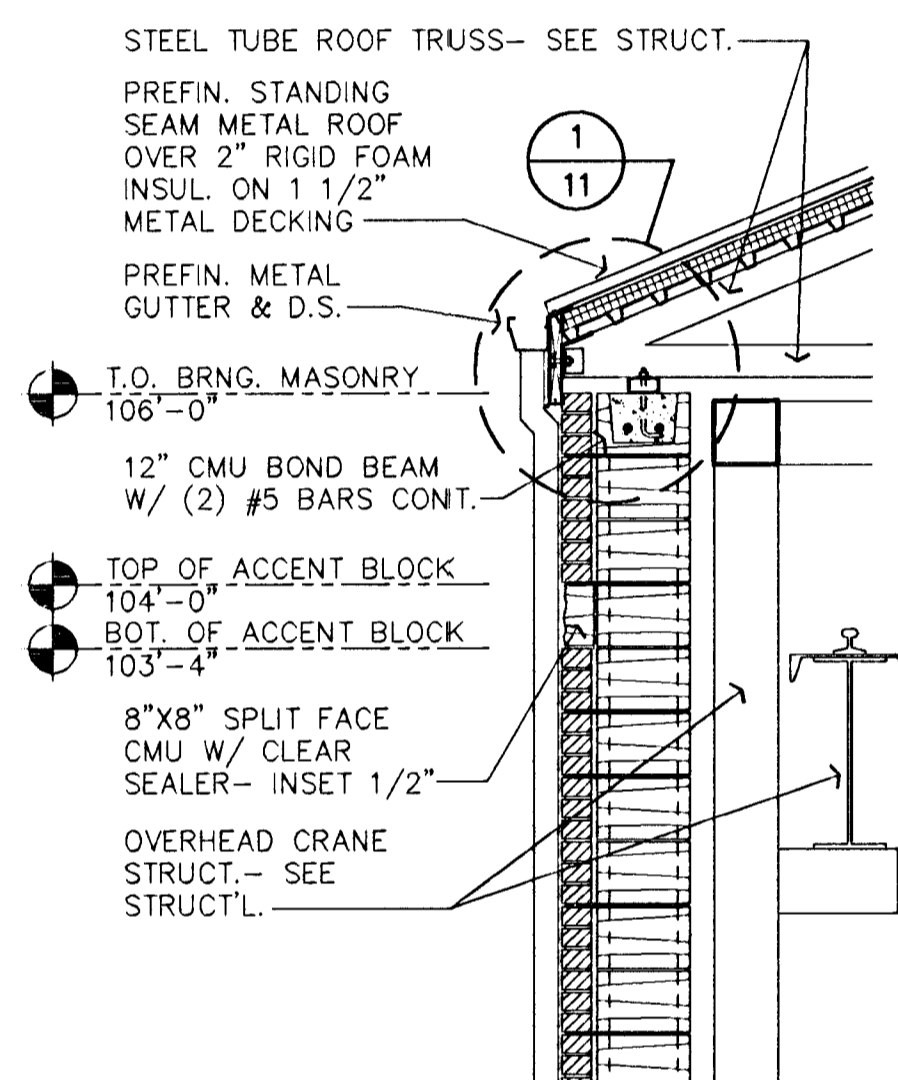 STEEL TUBE ROOF TRUSS- SEE STRUCT.
PREFIN. STANDING
SEAM METAL ROOF
OVER 2" RIGID FOAM
INSUL. ON 1 1/2"
METAL DECKING
1
11
PREFIN. METAL
GUTTER & D.S.
T.O. BRNG. MASONRY
106'-0"
12" CMU BOND BEAM
W/ (2) #5 BARS CONT.
TOP OF ACCENT BLOCK
104'-0"
BOT. OF ACCENT BLOCK
103'-4"
8"X8" SPLIT FACE
CMU W/ CLEAR
SEALER- INSET 1/2"
OVERHEAD CRANE
STRUCT.- SEE
STRUCT'L.